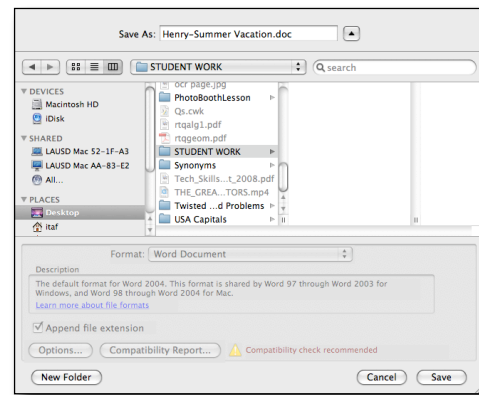 Save As: Henry-Summer Vacation.doc
STUDENT WORK
search
DEVICES
Macintosh HD
iDisk
SHARED
LAUSD Mac 52-1F-A3
LAUSD Mac AA-83-E2
All...
PLACES
Desktop
itaf
ocr page.jpg
PhotoBoothLesson
Qs.cwk
rtqalg1.pdf
rtqgeom.pdf
STUDENT WORK
Synonyms
Tech_Skills...t_2008.pdf
THE_GREA...TORS.mp4
Twisted ...d Problems
USA Capitals
Format: Word Document
Description
The default format for Word 2004. This format is shared by Word 97 through Word 2003 for
Windows, and Word 98 through Word 2004 for Mac.
Learn more about file formats
Append file extension
Options... Compatibility Report... Compatibility check recommended
New Folder Cancel Save